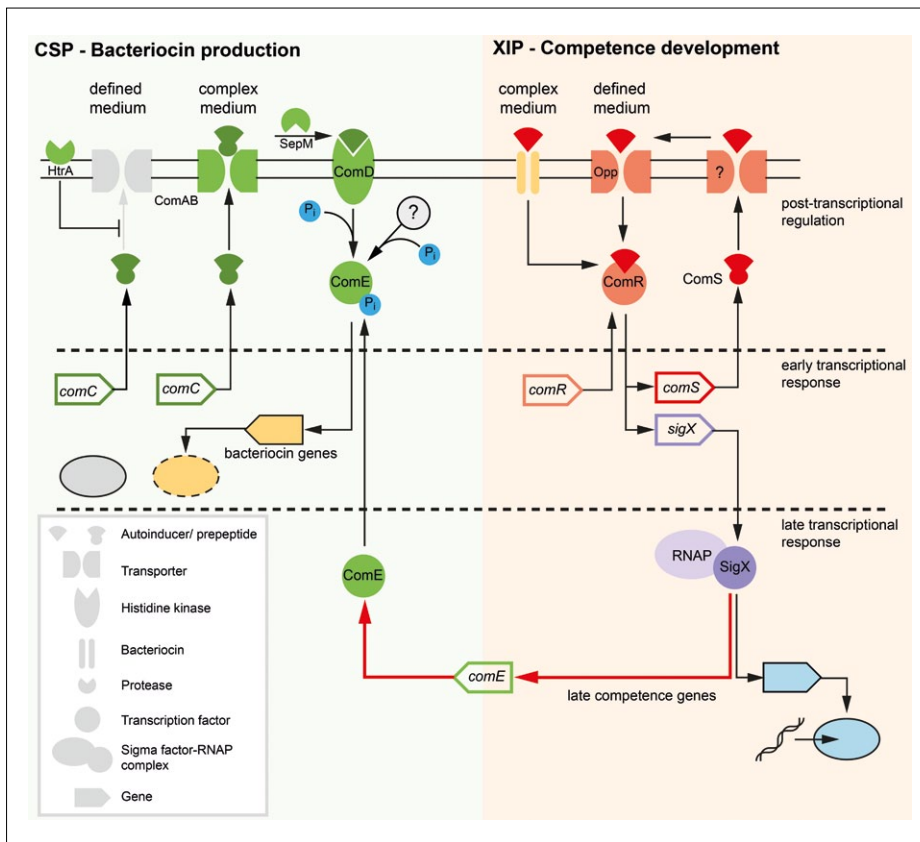 CSP - Bacteriocin production
XIP - Competence development
defined
medium
complex
medium
complex
medium
defined
medium
SepM
HtrA
ComAB
ComD
Opp
?
post-transcriptional
regulation
Pi
?
Pi
ComE
Pi
ComR
ComS
early transcriptional
response
comC
comC
comR
comS
sigX
bacteriocin genes
late transcriptional
response
Autoinducer/ prepeptide
Transporter
Histidine kinase
Bacteriocin
Protease
Transcription factor
Sigma factor-RNAP
complex
Gene
ComE
RNAP
SigX
comE
late competence genes